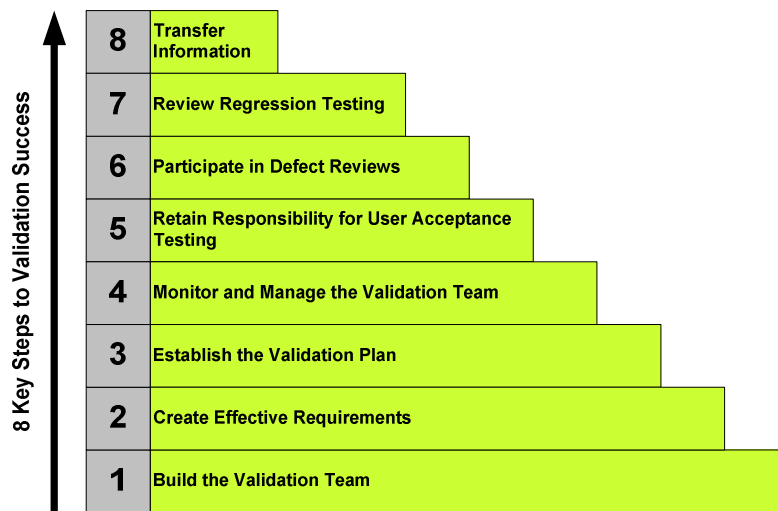 8 Key Steps to Validation Success
8
Transfer
Information
7
Review Regression Testing
6
Participate in Defect Reviews
5
Retain Responsibility for User Acceptance
Testing
4
Monitor and Manage the Validation Team
3
Establish the Validation Plan
2
Create Effective Requirements
1
Build the Validation Team